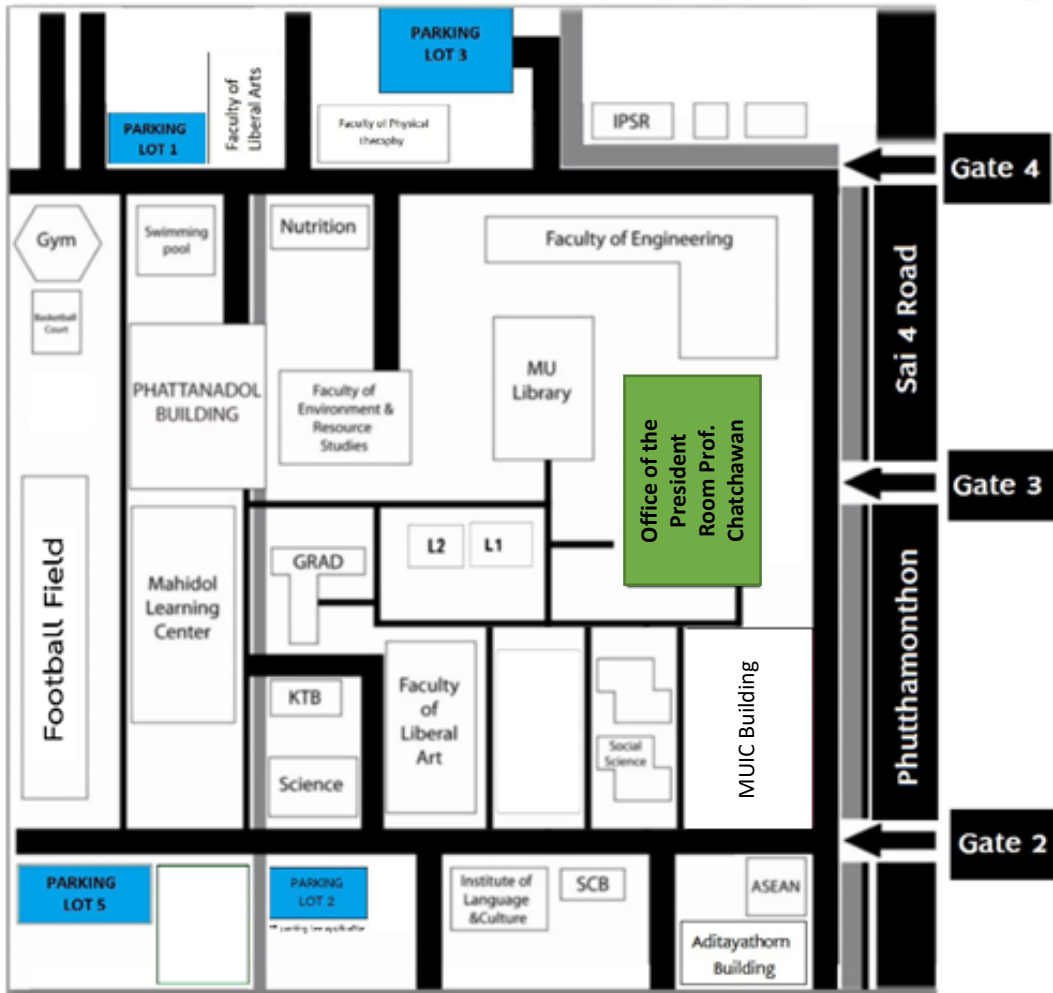 PARKING
LOT 3
PARKING
LOT 1
Faculty of
Liberal Arts
Faculty of Physical
Theraphy
IPSR
Gate 4
Gym
Swimming
pool
Nutrition
Faculty of Engineering
Basketball
Court
PHATTANADOL
BUILDING
Faculty of
Environment &
Resource
Studies
MU
Library
Office of the
President
Room Prof.
Chatchawan
Sai 4 Road
Gate 3
Football Field
Mahidol
Learning
Center
GRAD
L2
L1
KTB
Science
Faculty
of
Liberal
Art
Social
Science
MUIC Building
Phutthamonthon
Gate 2
PARKING
LOT 5
PARKING
LOT 2
Institute of
Language
&Culture
SCB
ASEAN
Aditayathorn
Building